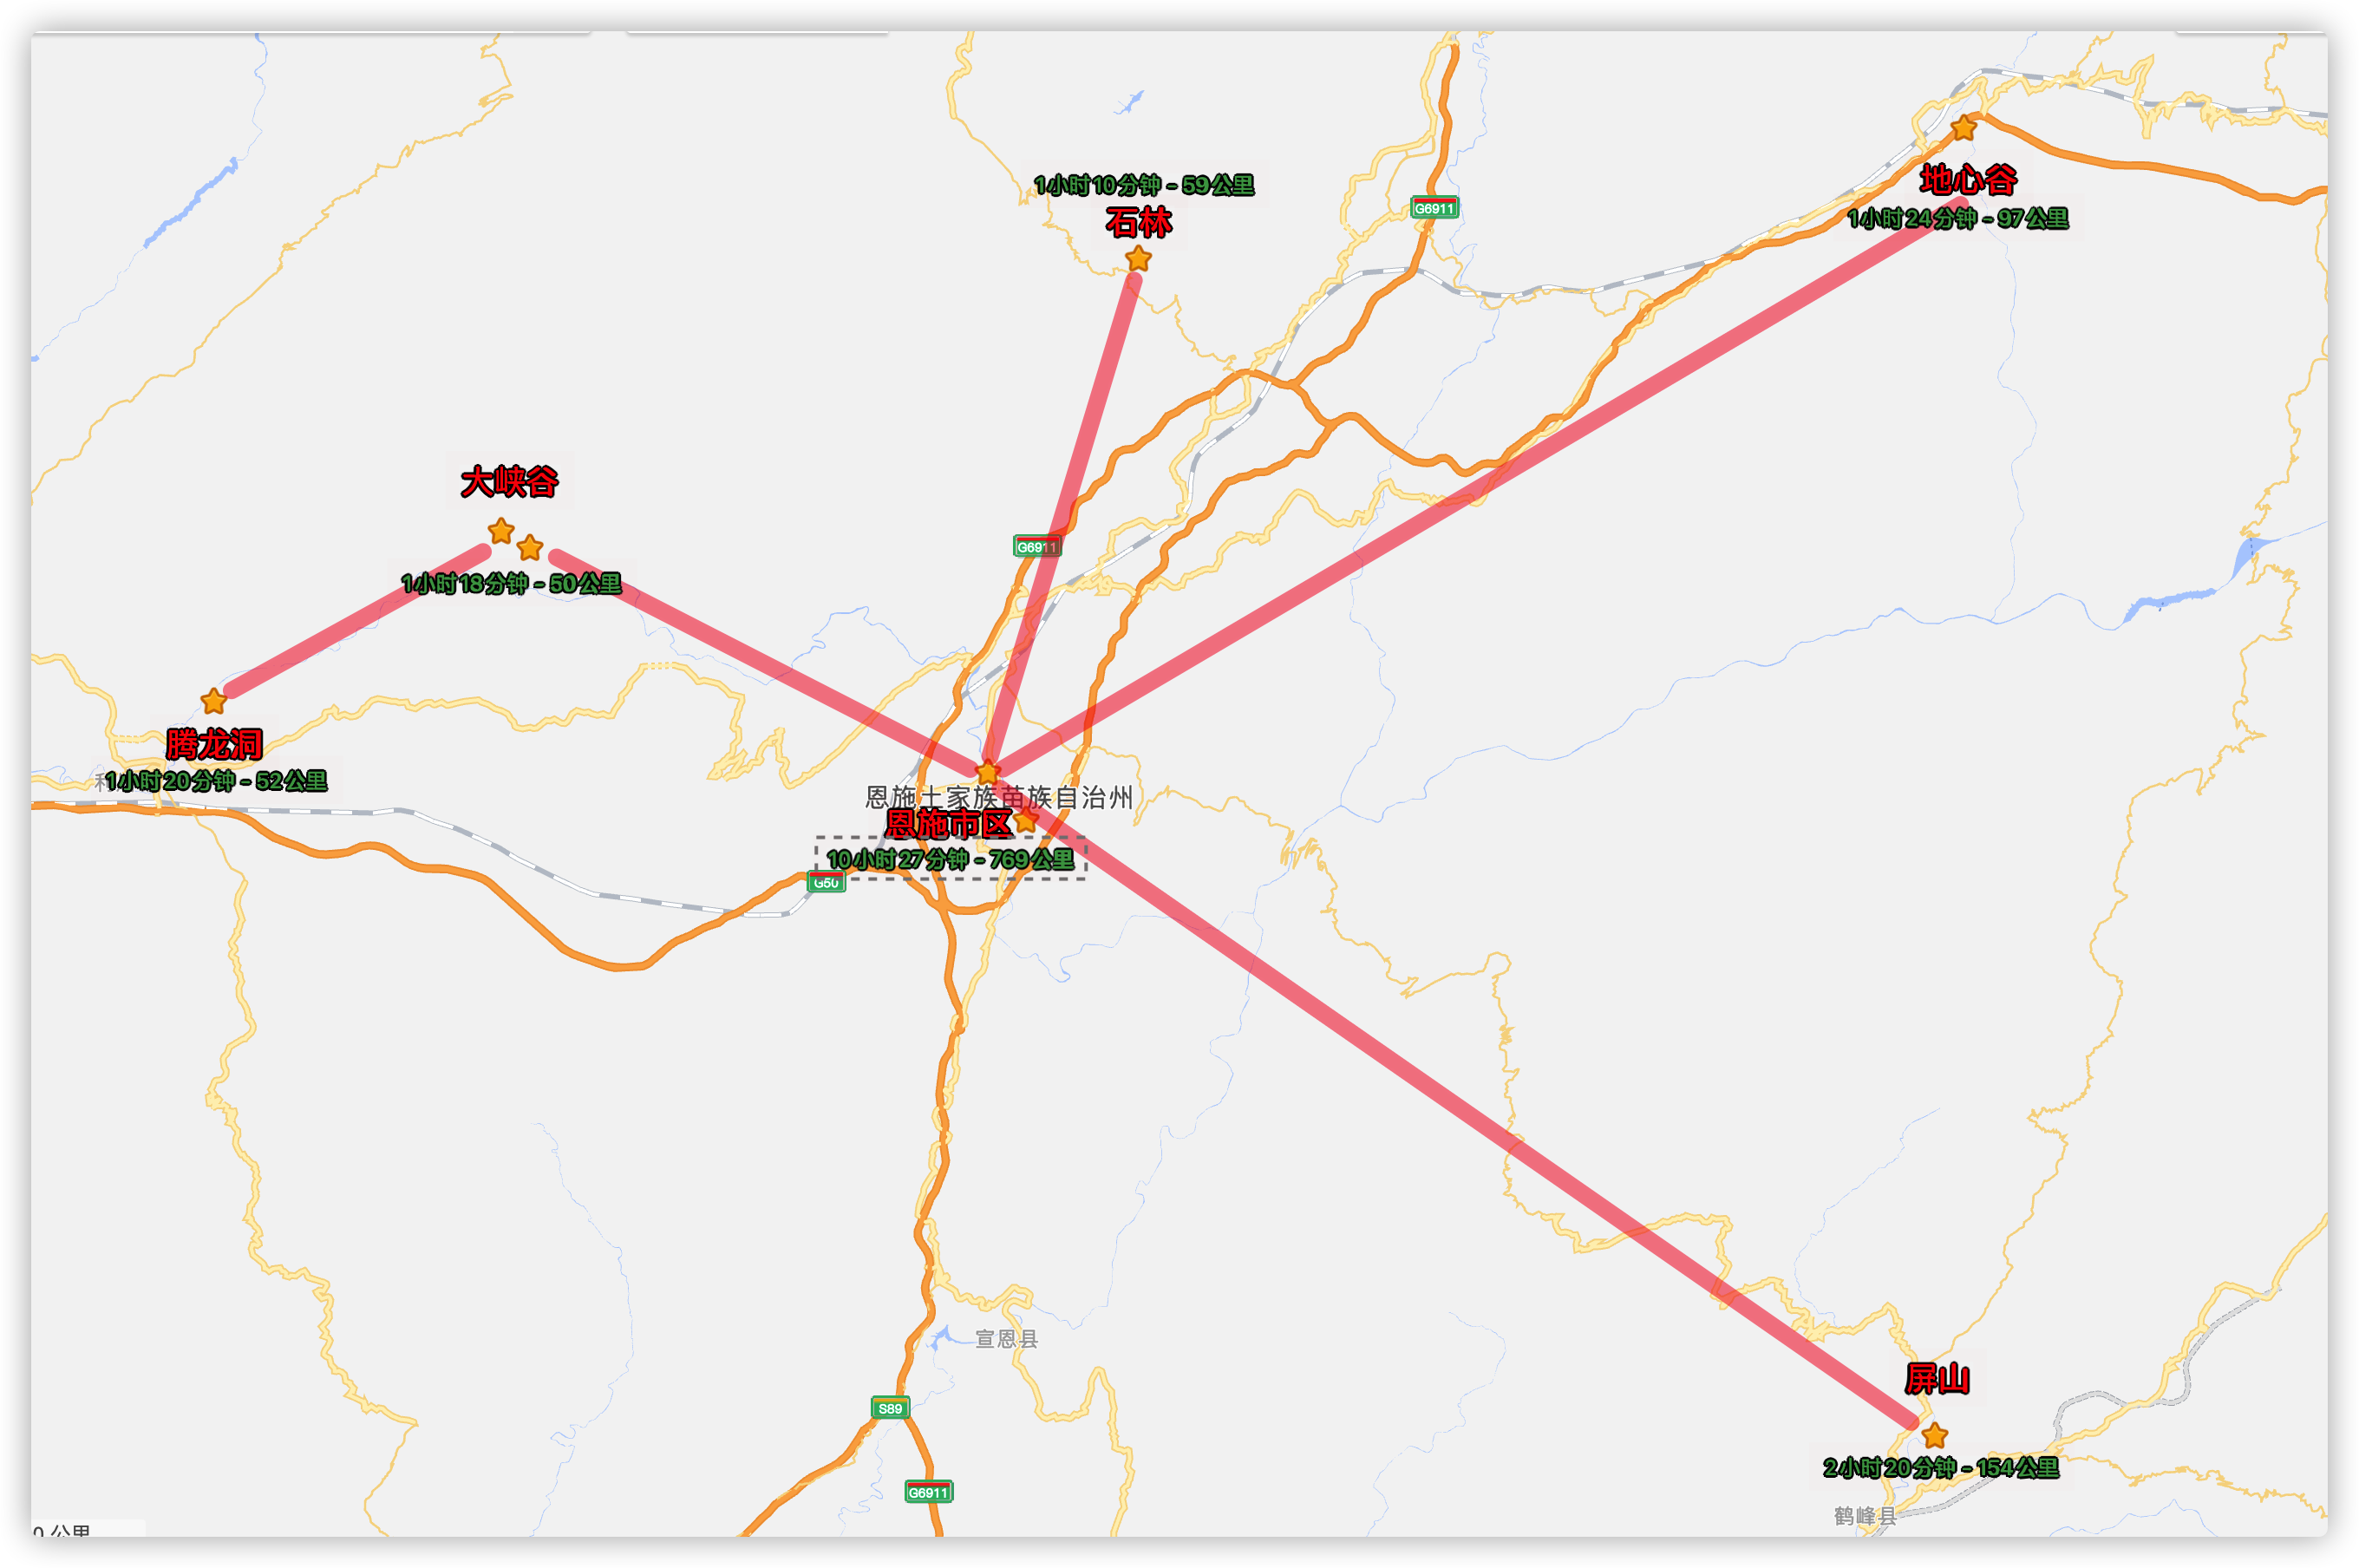 1小时10分钟 - 59公里
石林
G6911
地心谷
1小时24分钟 - 97公里
大峡谷
1小时18分钟 - 50公里
G6911
腾龙洞
1小时20分钟 - 52公里
恩施土家族苗族自治州
恩施市区
10小时27分钟 - 769公里
G50
宣恩县
屏山
S89
2小时20分钟 - 154公里
G6911
鹤峰县
0 公里